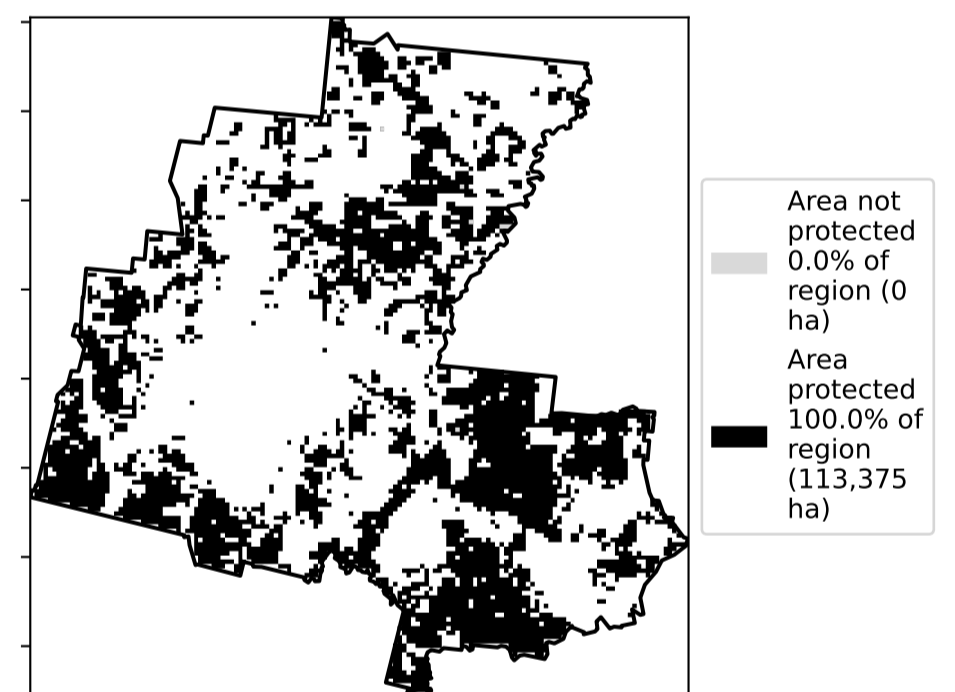 Area not
protected
0.0% of
region (0
ha)
Area
protected
100.0% of
region
(113,375
ha)